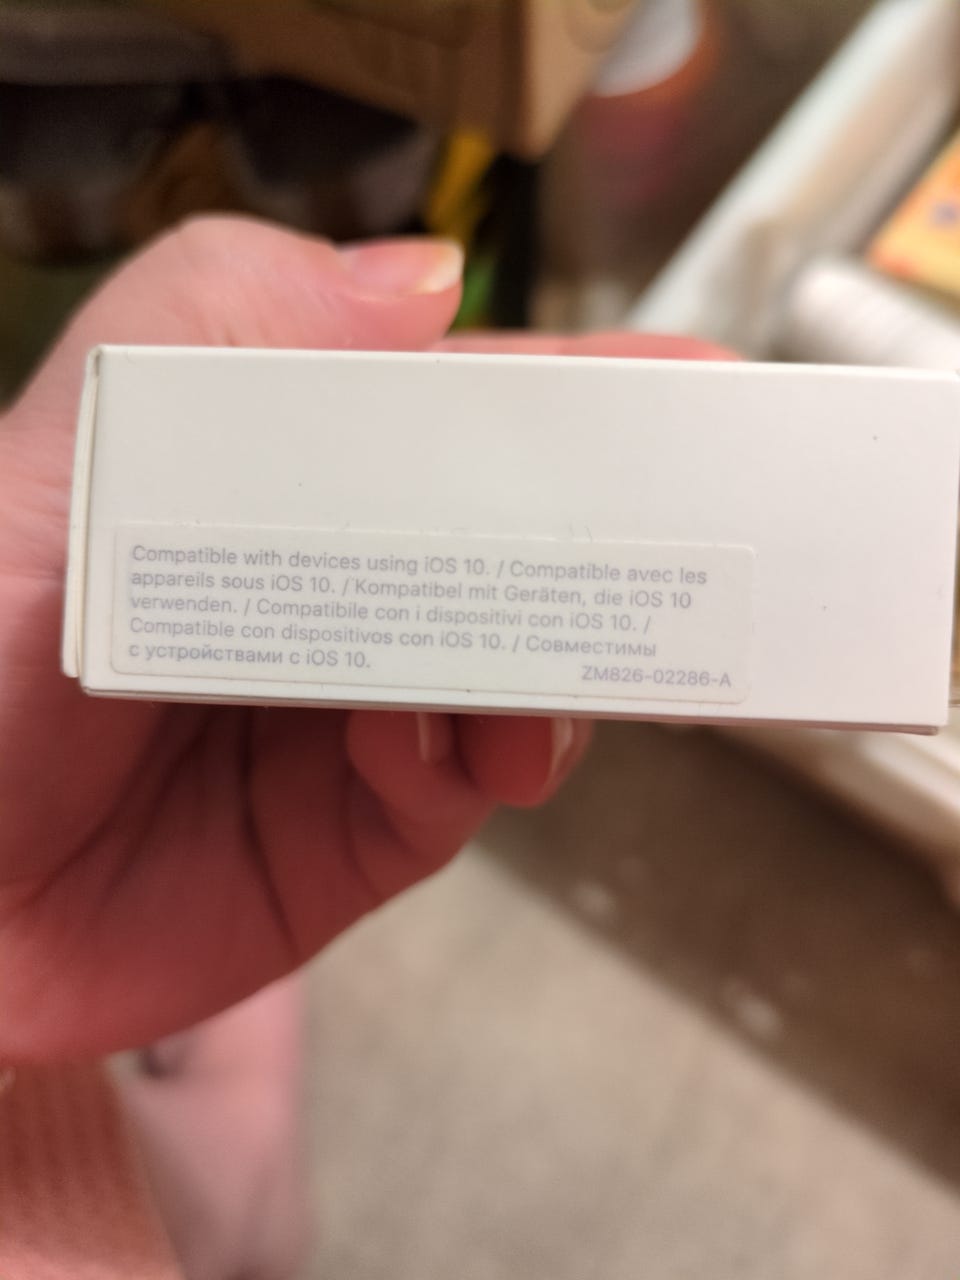 Compatible with devices using iOS 10. / Compatible avec les
appareils sous iOS 10. / Kompatibel mit Geräten, die iOS 10
verwenden. / Compatibile con i dispositivi con iOS 10. /
Compatible con dispositivos con iOS 10. / Совместимы
с устройствами с iOS 10.
ZM826-02286-A